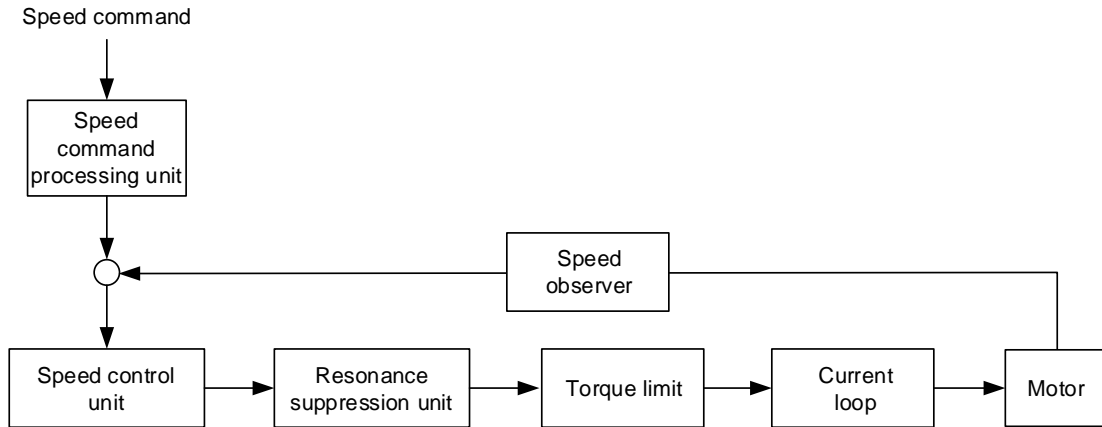 Speed command
Speed
command
processing unit
Speed
observer
Speed control
unit
Resonance
suppression unit
Torque limit
Current
loop
Motor